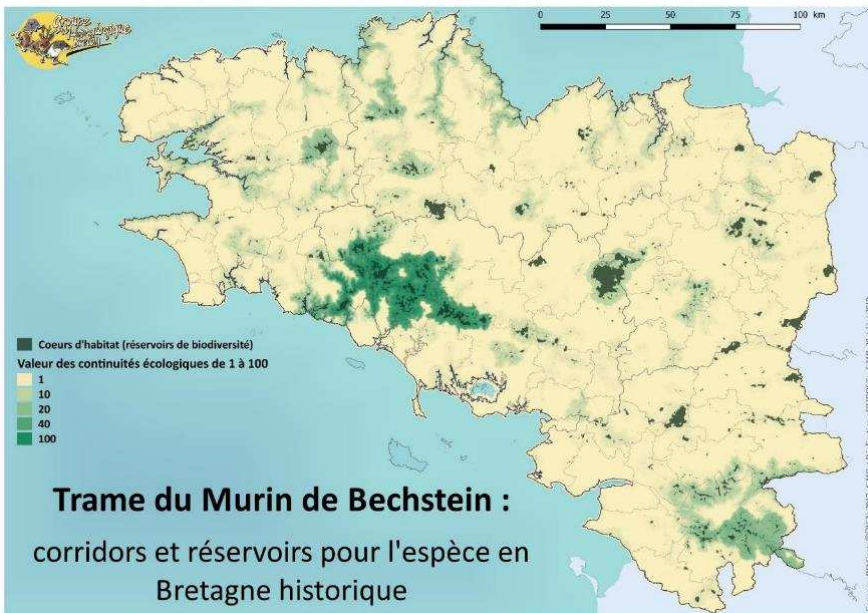 Groupe
0 25 50 75 100 km
Coeurs d'habitat (réservoirs de biodiversité)
Valeur des continuités écologiques de 1 à 100
1
10
20
40
100
Trame du Murin de Bechstein :
corridors et réservoirs pour l'espèce en
Bretagne historique